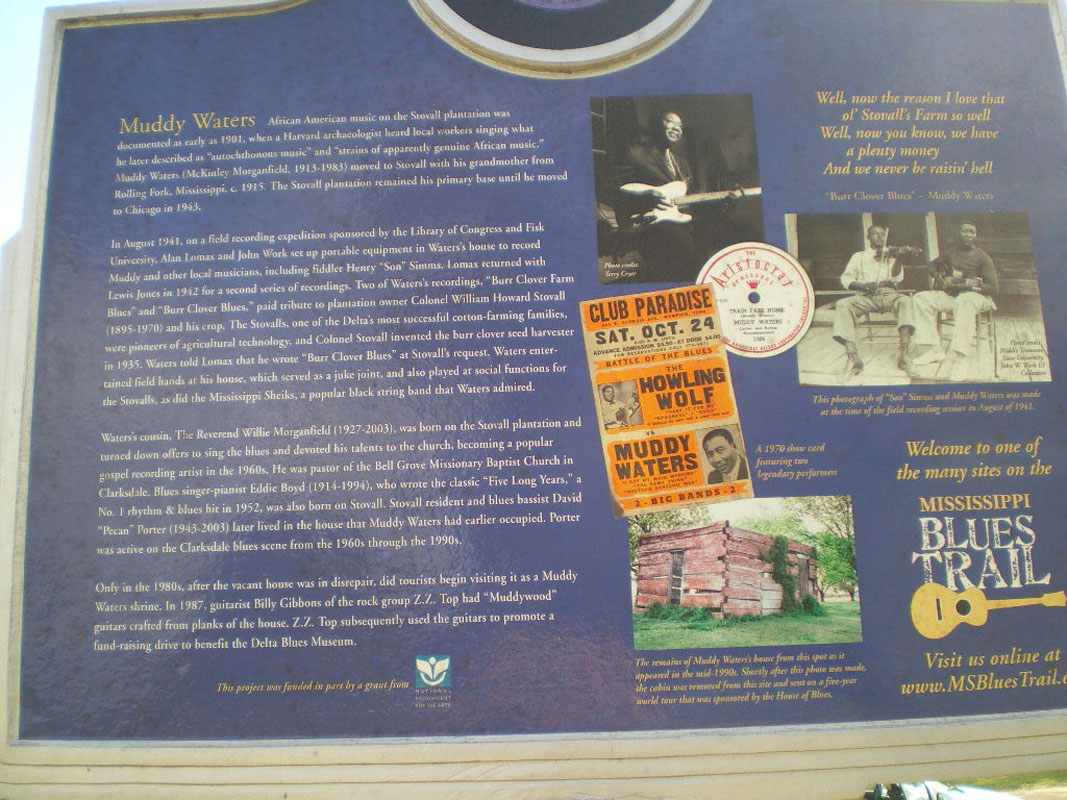 Muddy Waters African American music on the Stovall plantation was
documented as early as 1901, when a Harvard archaeologist heard local workers singing what
he later described as "autochthonous music" and "strains of apparently genuine African music."
Muddy Waters (McKinley Morganfield, 1913-1983) moved to Stovall with his grandmother from
Rolling Fork, Mississippi, c. 1915. The Stovall plantation remained his primary base until he moved
to Chicago in 1943.
In August 1941, on a field recording expedition sponsored by the Library of Congress and Fisk
University, Alan Lomax and John Work set up portable equipment in Waters's house to record
Muddy and other local musicians, including fiddler Henry "Son" Simms. Lomax returned with
Lewis Jones in 1942 for a second series of recordings. Two of Waters's recordings, "Burr Clover Farm
Blues" and "Burr Clover Blues," paid tribute to plantation owner Colonel William Howard Stovall
(1895-1970) and his crop. The Stovalls, one of the Delta's most successful cotton-farming families,
were pioneers of agricultural technology, and Colonel Stovall invented the burr clover seed harvester
in 1935. Waters told Lomax that he wrote "Burr Clover Blues" at Stovall's request. Waters enter-
tained field hands at his house, which served as a juke joint, and also played at social functions for
the Stovalls, as did the Mississippi Sheiks, a popular black string band that Waters admired.
Waters's cousin, The Reverend Willie Morganfield (1927-2003), was born on the Stovall plantation and
turned down offers to sing the blues and devoted his talents to the church, becoming a popular
gospel recording artist in the 1960s. He was pastor of the Bell Grove Missionary Baptist Church in
Clarksdale. Blues singer-pianist Eddie Boyd (1914-1994), who wrote the classic "Five Long Years," a
No. 1 rhythm & blues hit in 1952, was also born on Stovall. Stovall resident and blues bassist David
"Pecan" Porter (1943-2003) later lived in the house that Muddy Waters had earlier occupied. Porter
was active on the Clarksdale blues scene from the 1960s through the 1990s.
Only in the 1980s, after the vacant house was in disrepair, did tourists begin visiting it as a Muddy
Waters shrine. In 1987, guitarist Billy Gibbons of the rock group Z.Z. Top had "Muddywood"
guitars crafted from planks of the house. Z.Z. Top subsequently used the guitars to promote a
fund-raising drive to benefit the Delta Blues Museum.
This project was funded in part by a grant from
NATIONAL
ENDOWMENT
FOR THE ARTS
Photo credit:
Terry Cryer
Well, now the reason I love that
ol' Stovall's Farm so well
Well, now you know, we have
a plenty money
And we never be raisin' hell
"Burr Clover Blues" - Muddy Waters
THE
Aristocrat
OF RECORDS
TRAIN FARE HOME
MUDDY WATERS
Photo credit:
Middle Tennessee
State University,
John W. Work III
Collection
This photograph of "Son" Simms and Muddy Waters was made
at the time of the field recording session in August of 1941.
CLUB PARADISE
SAT. OCT. 24
ADVANCE ADMISSION $3.50 - AT DOOR $4.00
BATTLE OF THE BLUES
THE
HOWLING
WOLF
VS
MUDDY
WATERS
2 - BIG BANDS - 2
A 1970 show card
featuring two
legendary performers
The remains of Muddy Waters's house from this spot as it
appeared in the mid-1990s. Shortly after this photo was made,
the cabin was removed from this site and sent on a five-year
world tour that was sponsored by the House of Blues.
Welcome to one of
the many sites on the
MISSISSIPPI
BLUES
TRAIL
Visit us online at
www.MSBluesTrail.